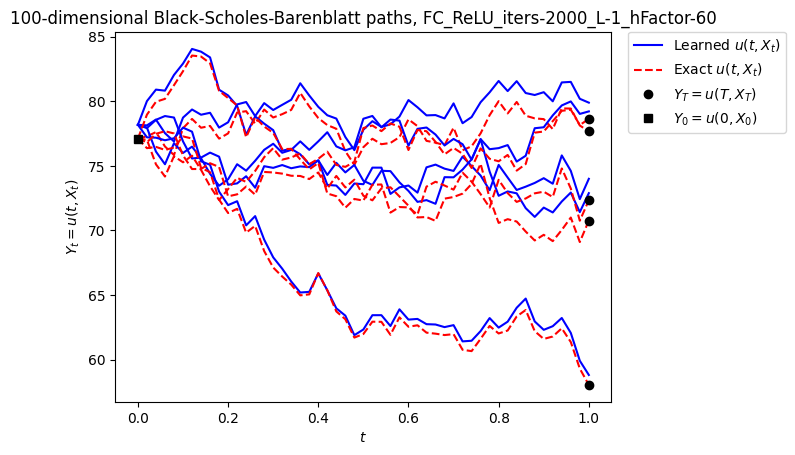 100-dimensional Black-Scholes-Barenblatt paths, FC_ReLU_iters-2000_L-1_hFactor-60
Learned u(t, X_t)
Exact u(t, X_t)
Y_T = u(T, X_T)
Y_0 = u(0, X_0)
Y_t = u(t, X_t)
85
80
75
70
65
60
0.0 0.2 0.4 0.6 0.8 1.0
t